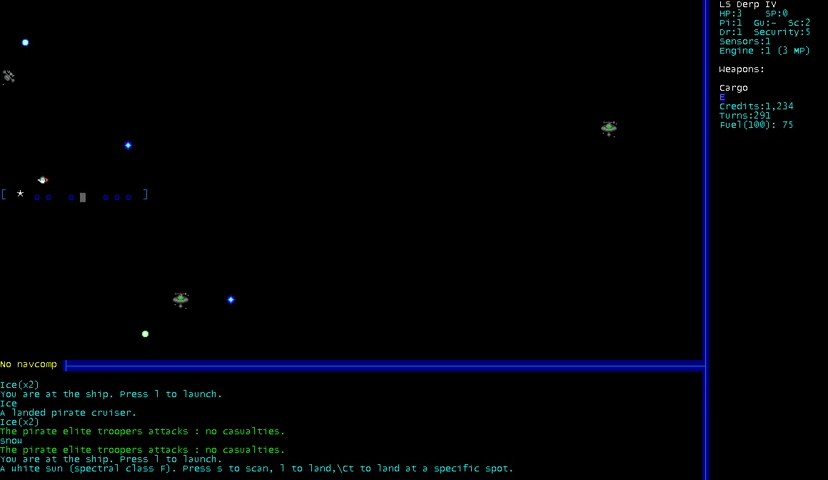 LS Derp IV
HP:3 SP:0
Pi:1 Gu:- Sc:2
Dr:1 Security:5
Sensors:1
Engine :1 (3 MP)
Weapons:
Cargo
E
Credits:1,234
Turns:291
Fuel(100): 75
[ * ]
No navcomp
Ice(x2)
You are at the ship. Press l to launch.
Ice
A landed pirate cruiser.
Ice(x2)
The pirate elite troopers attacks : no casualties.
snow
The pirate elite troopers attacks : no casualties.
You are at the ship. Press l to launch.
A white sun (spectral class F). Press s to scan, l to land,\Ct to land at a specific spot.